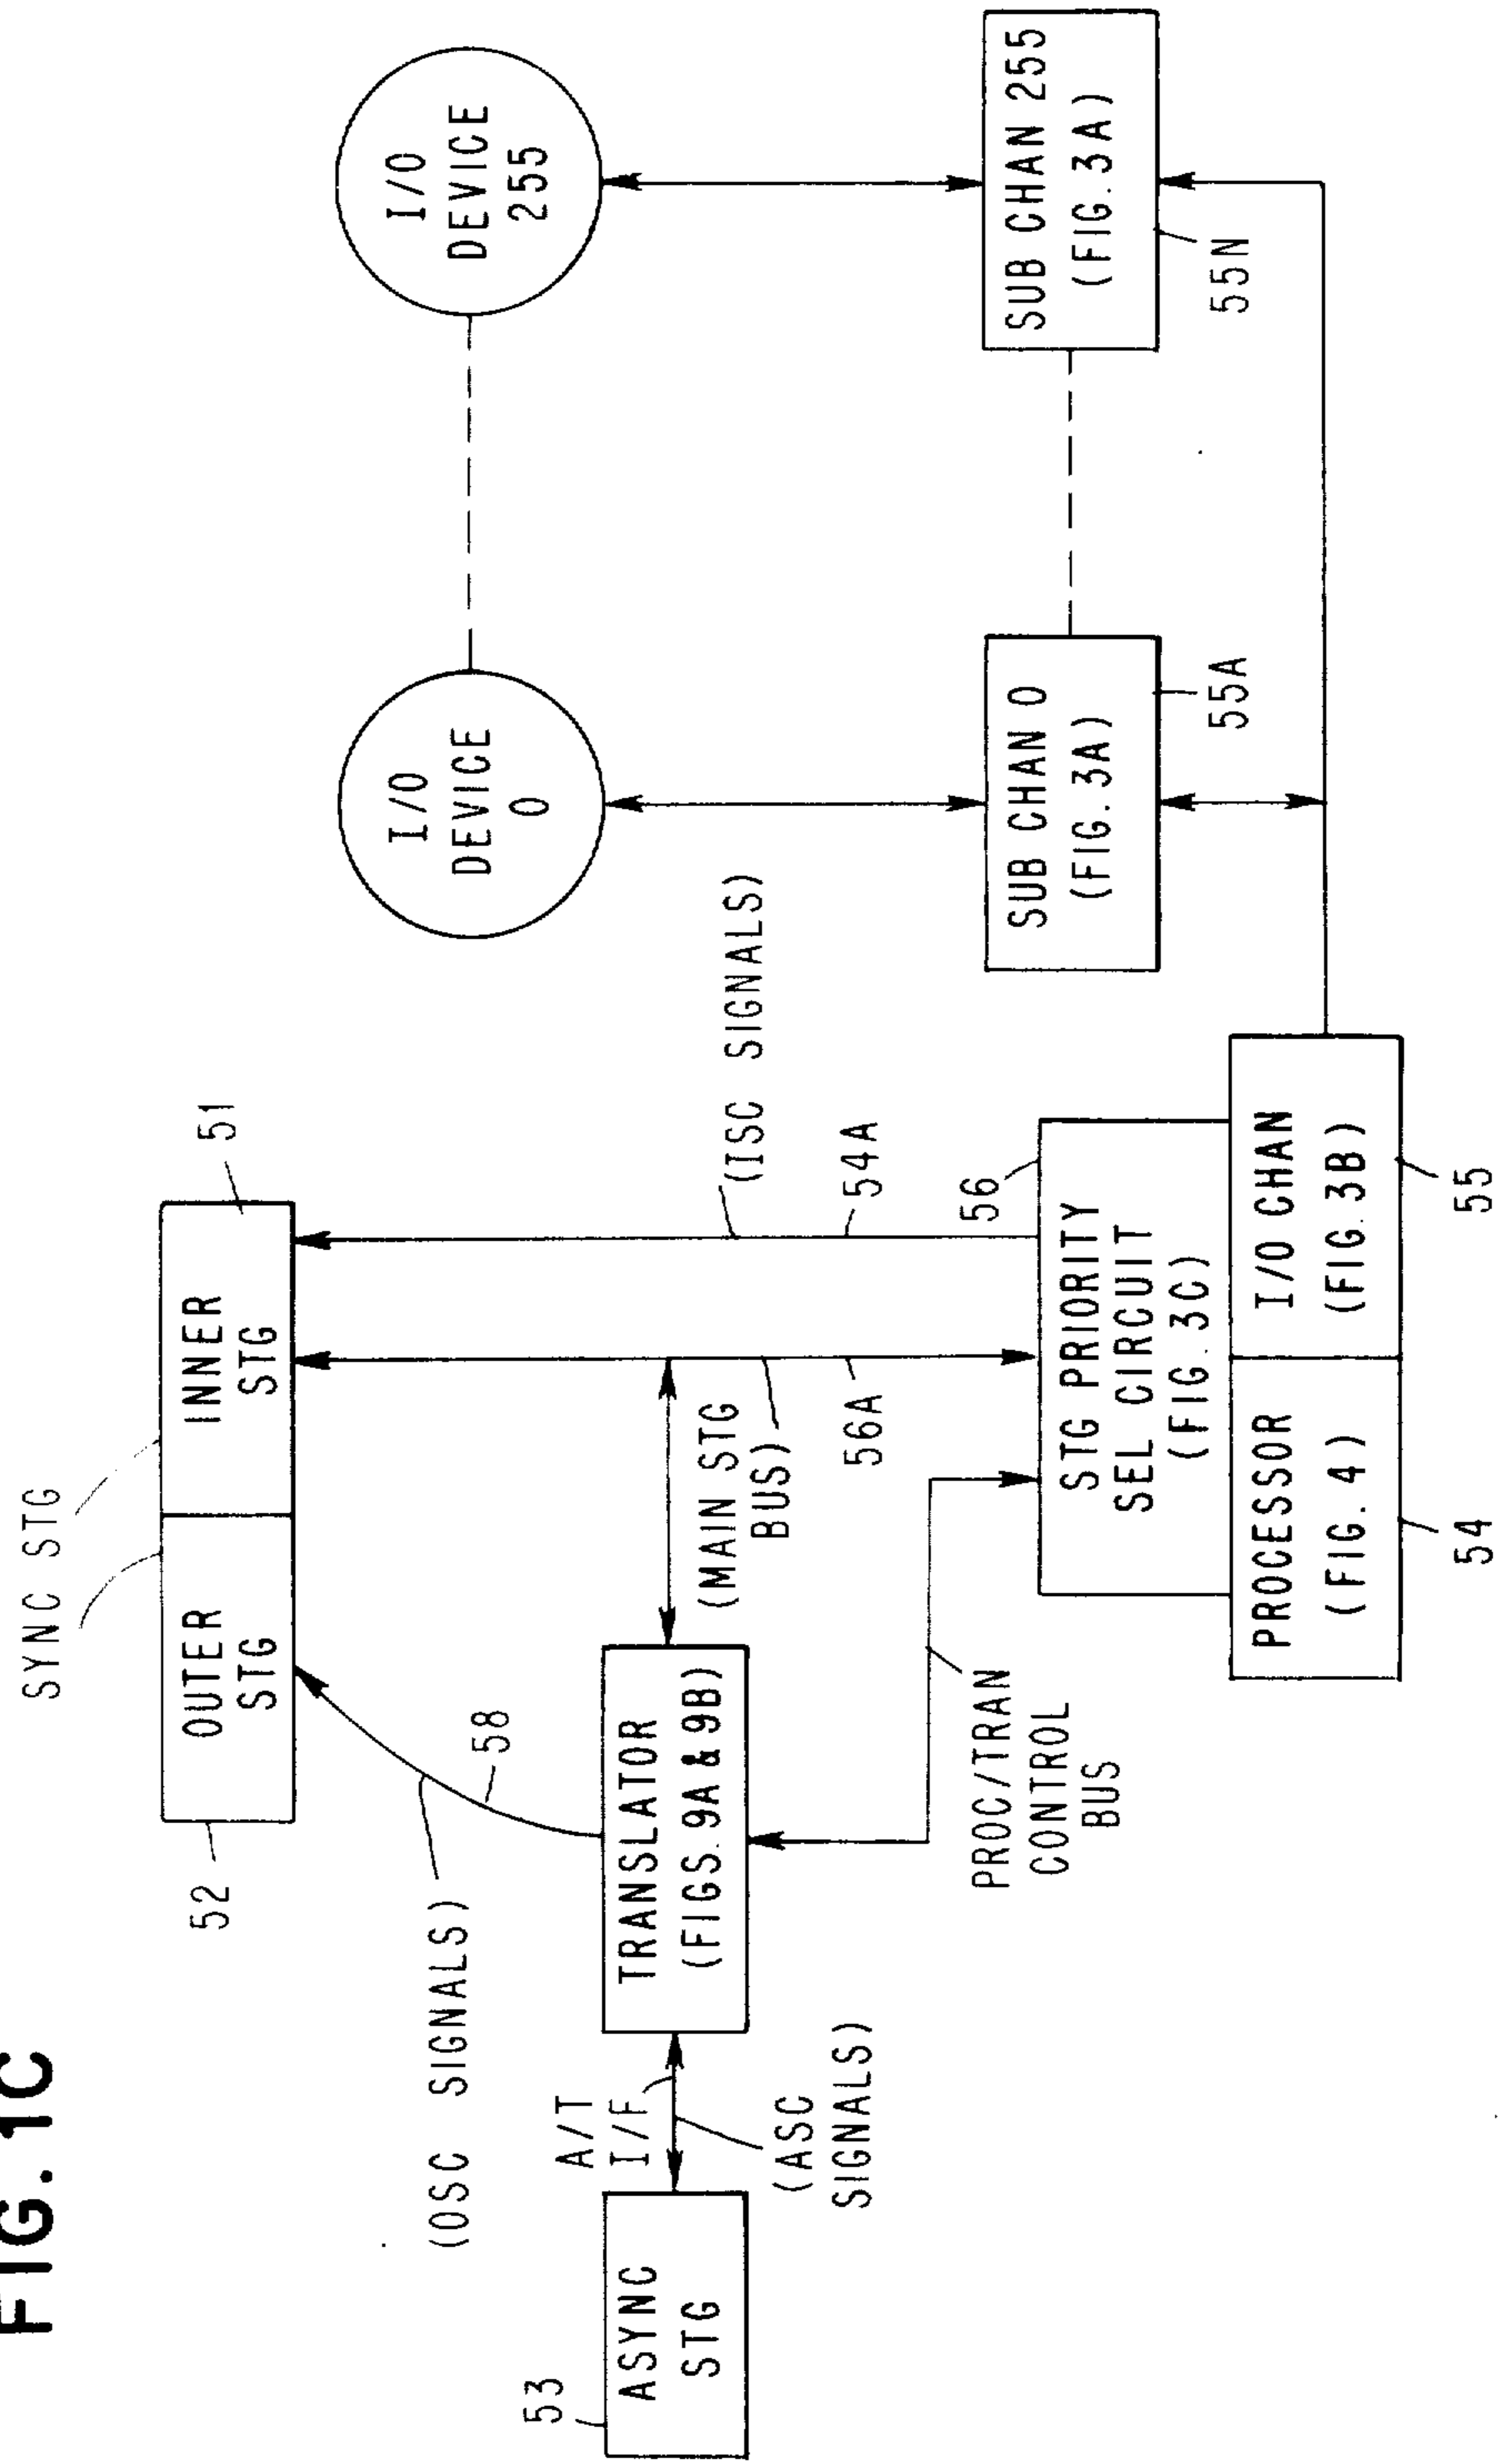 FIG. 1C
SYNC STG
52
OUTER
STG
INNER
STG
51
(OSC SIGNALS)
58
53
ASYNC
STG
A/T
I/F
(ASC
SIGNALS)
TRANSLATOR
(FIGS. 9A & 9B)
(MAIN STG
BUS)
56A
(ISC SIGNALS)
54A
PROC/TRAN
CONTROL
BUS
56
STG PRIORITY
SEL CIRCUIT
(FIG. 3C)
PROCESSOR
(FIG. 4)
54
I/O CHAN
(FIG. 3B)
55
I/O
DEVICE
0
I/O
DEVICE
255
SUB CHAN 0
(FIG. 3A)
55A
SUB CHAN 255
(FIG. 3A)
55N